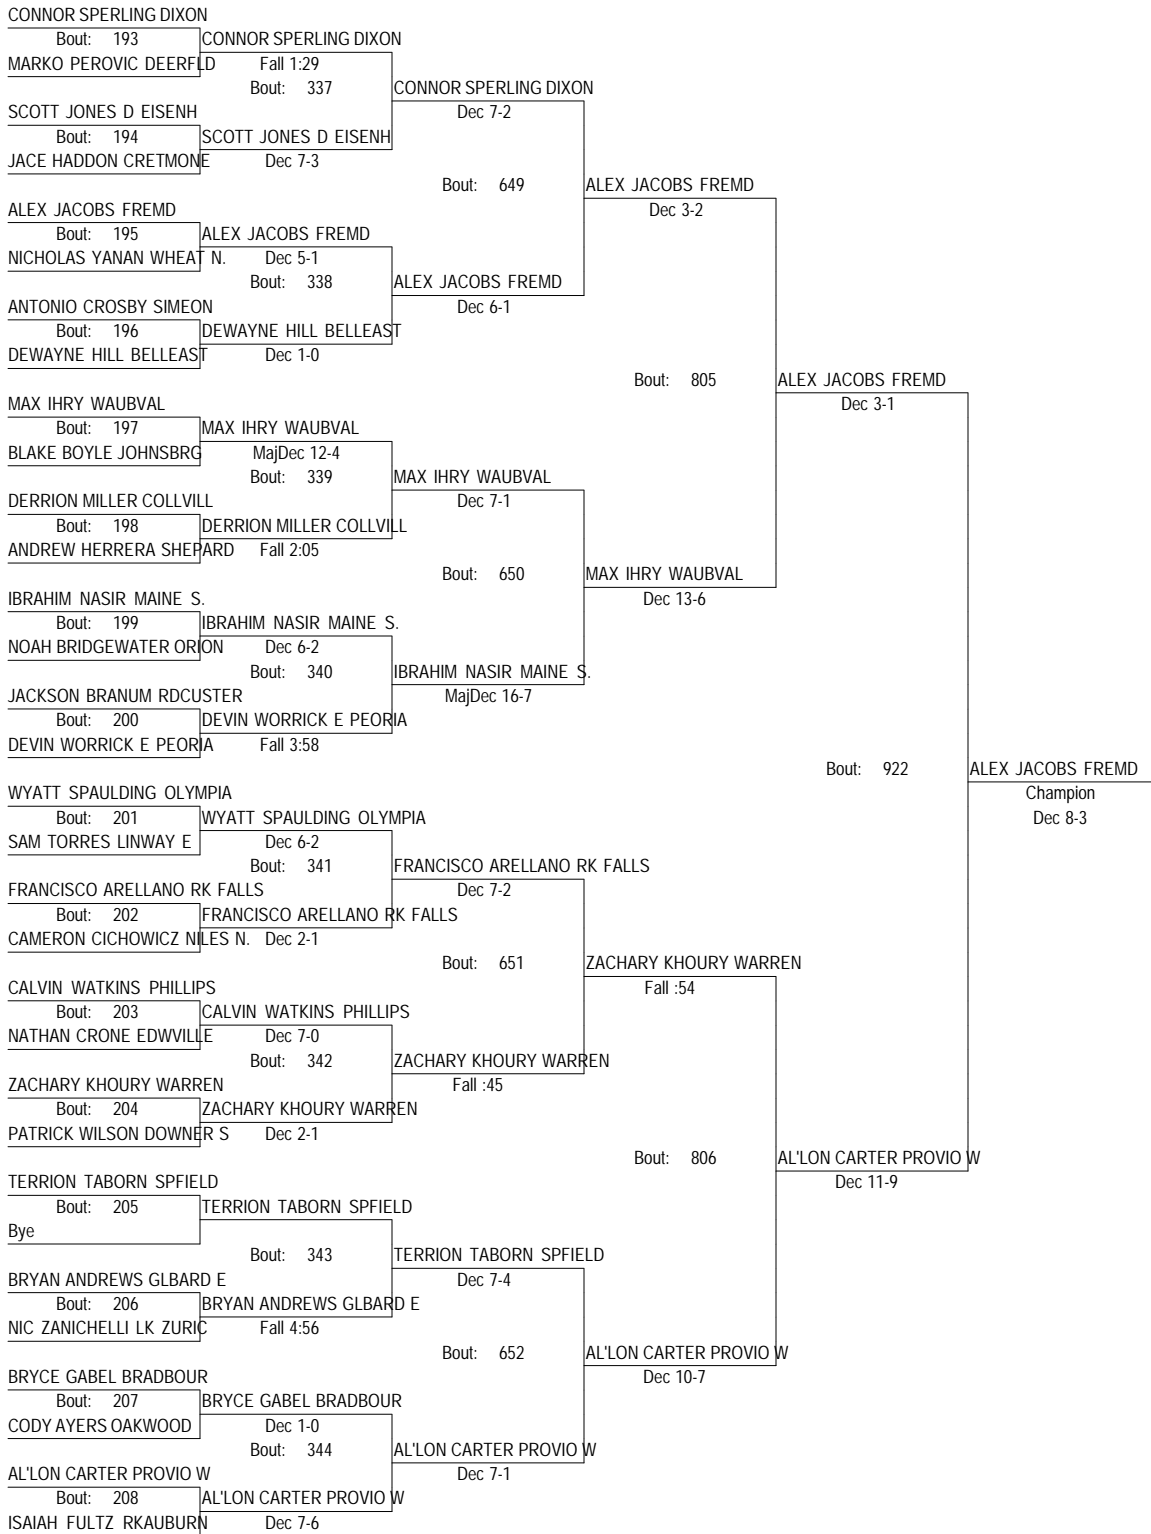 CONNOR SPERLING DIXON
Bout: 193 CONNOR SPERLING DIXON
MARKO PEROVIC DEERFLD Fall 1:29
Bout: 337 CONNOR SPERLING DIXON
SCOTT JONES D EISENH Dec 7-2
Bout: 194 SCOTT JONES D EISENH
JACE HADDON CRETMONE Dec 7-3
Bout: 649 ALEX JACOBS FREMD
ALEX JACOBS FREMD Dec 3-2
Bout: 195 ALEX JACOBS FREMD
NICHOLAS YANAN WHEAT N. Dec 5-1
Bout: 338 ALEX JACOBS FREMD
ANTONIO CROSBY SIMEON Dec 6-1
Bout: 196 DEWAYNE HILL BELLEAST
DEWAYNE HILL BELLEAST Dec 1-0
Bout: 805 ALEX JACOBS FREMD
MAX IHRY WAUBVAL Dec 3-1
Bout: 197 MAX IHRY WAUBVAL
BLAKE BOYLE JOHNSBRG MajDec 12-4
Bout: 339 MAX IHRY WAUBVAL
DERRION MILLER COLLVILL Dec 7-1
Bout: 198 DERRION MILLER COLLVILL
ANDREW HERRERA SHEPARD Fall 2:05
Bout: 650 MAX IHRY WAUBVAL
IBRAHIM NASIR MAINE S. Dec 13-6
Bout: 199 IBRAHIM NASIR MAINE S.
NOAH BRIDGEWATER ORION Dec 6-2
Bout: 340 IBRAHIM NASIR MAINE S.
JACKSON BRANUM RDCUSTER MajDec 16-7
Bout: 200 DEVIN WORRICK E PEORIA
DEVIN WORRICK E PEORIA Fall 3:58
Bout: 922 ALEX JACOBS FREMD
WYATT SPAULDING OLYMPIA Champion
Bout: 201 WYATT SPAULDING OLYMPIA Dec 8-3
SAM TORRES LINWAY E Dec 6-2
Bout: 341 FRANCISCO ARELLANO RK FALLS
FRANCISCO ARELLANO RK FALLS Dec 7-2
Bout: 202 FRANCISCO ARELLANO RK FALLS
CAMERON CICHOWICZ NILES N. Dec 2-1
Bout: 651 ZACHARY KHOURY WARREN
CALVIN WATKINS PHILLIPS Fall :54
Bout: 203 CALVIN WATKINS PHILLIPS
NATHAN CRONE EDWVILLE Dec 7-0
Bout: 342 ZACHARY KHOURY WARREN
ZACHARY KHOURY WARREN Fall :45
Bout: 204 ZACHARY KHOURY WARREN
PATRICK WILSON DOWNER S Dec 2-1
Bout: 806 AL'LON CARTER PROVIO W
TERRION TABORN SPFIELD Dec 11-9
Bout: 205 TERRION TABORN SPFIELD
Bye
Bout: 343 TERRION TABORN SPFIELD
BRYAN ANDREWS GLBARD E Dec 7-4
Bout: 206 BRYAN ANDREWS GLBARD E
NIC ZANICHELLI LK ZURIC Fall 4:56
Bout: 652 AL'LON CARTER PROVIO W
BRYCE GABEL BRADBOUR Dec 10-7
Bout: 207 BRYCE GABEL BRADBOUR
CODY AYERS OAKWOOD Dec 1-0
Bout: 344 AL'LON CARTER PROVIO W
AL'LON CARTER PROVIO W Dec 7-1
Bout: 208 AL'LON CARTER PROVIO W
ISAIAH FULTZ RKAUBURN Dec 7-6